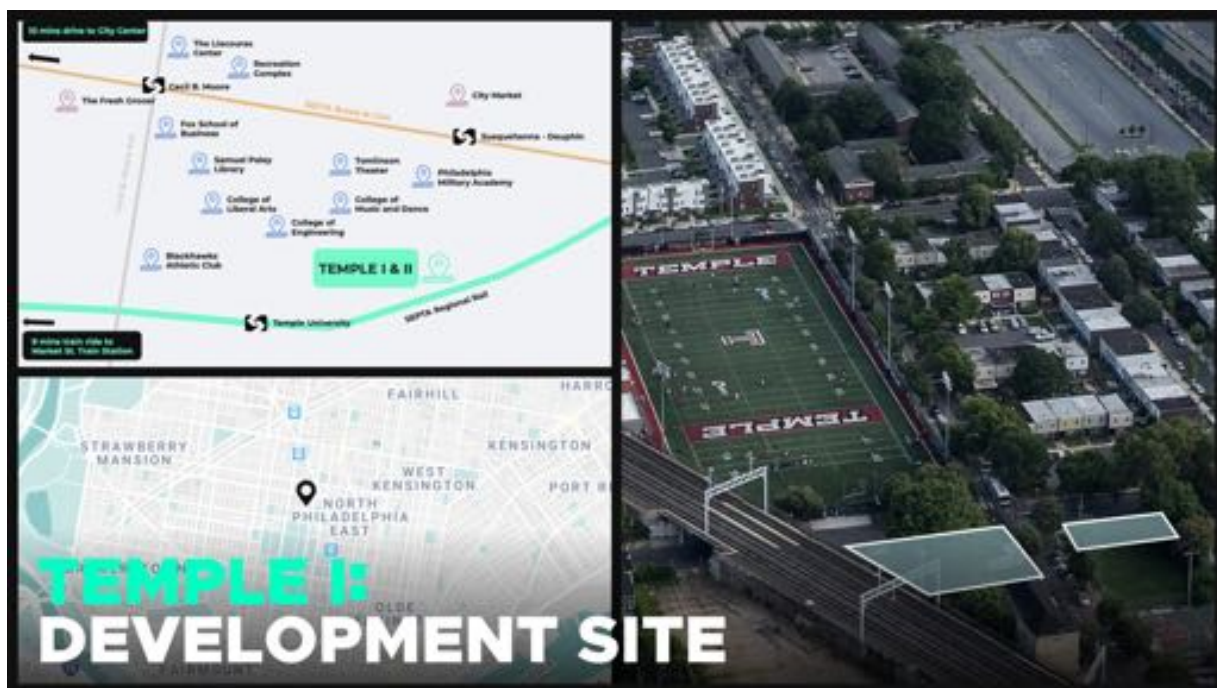 10 mins drive to City Center
The Liacouras
Center
Recreation
Complex
Cecil B. Moore
The Fresh Grocer
City Market
Fox School of
Business
Susquehanna - Dauphin
Samuel Paley
Library
Tomlinson
Theater
Philadelphia
Military Academy
College of
Liberal Arts
College of
Music and Dance
College of
Engineering
Blackhawks
Athletic Club
TEMPLE I & II
SEPTA Regional Rail
Temple University
9 mins train ride to
Market St. Train Station
FAIRHILL
STRAWBERRY
MANSION
KENSINGTON
WEST
KENSINGTON
PORT RI
NORTH
PHILADELPHIA
EAST
OLDE
FAIRMOUNT
TEMPLE I:
DEVELOPMENT SITE
TEMPLE
TEMPLE